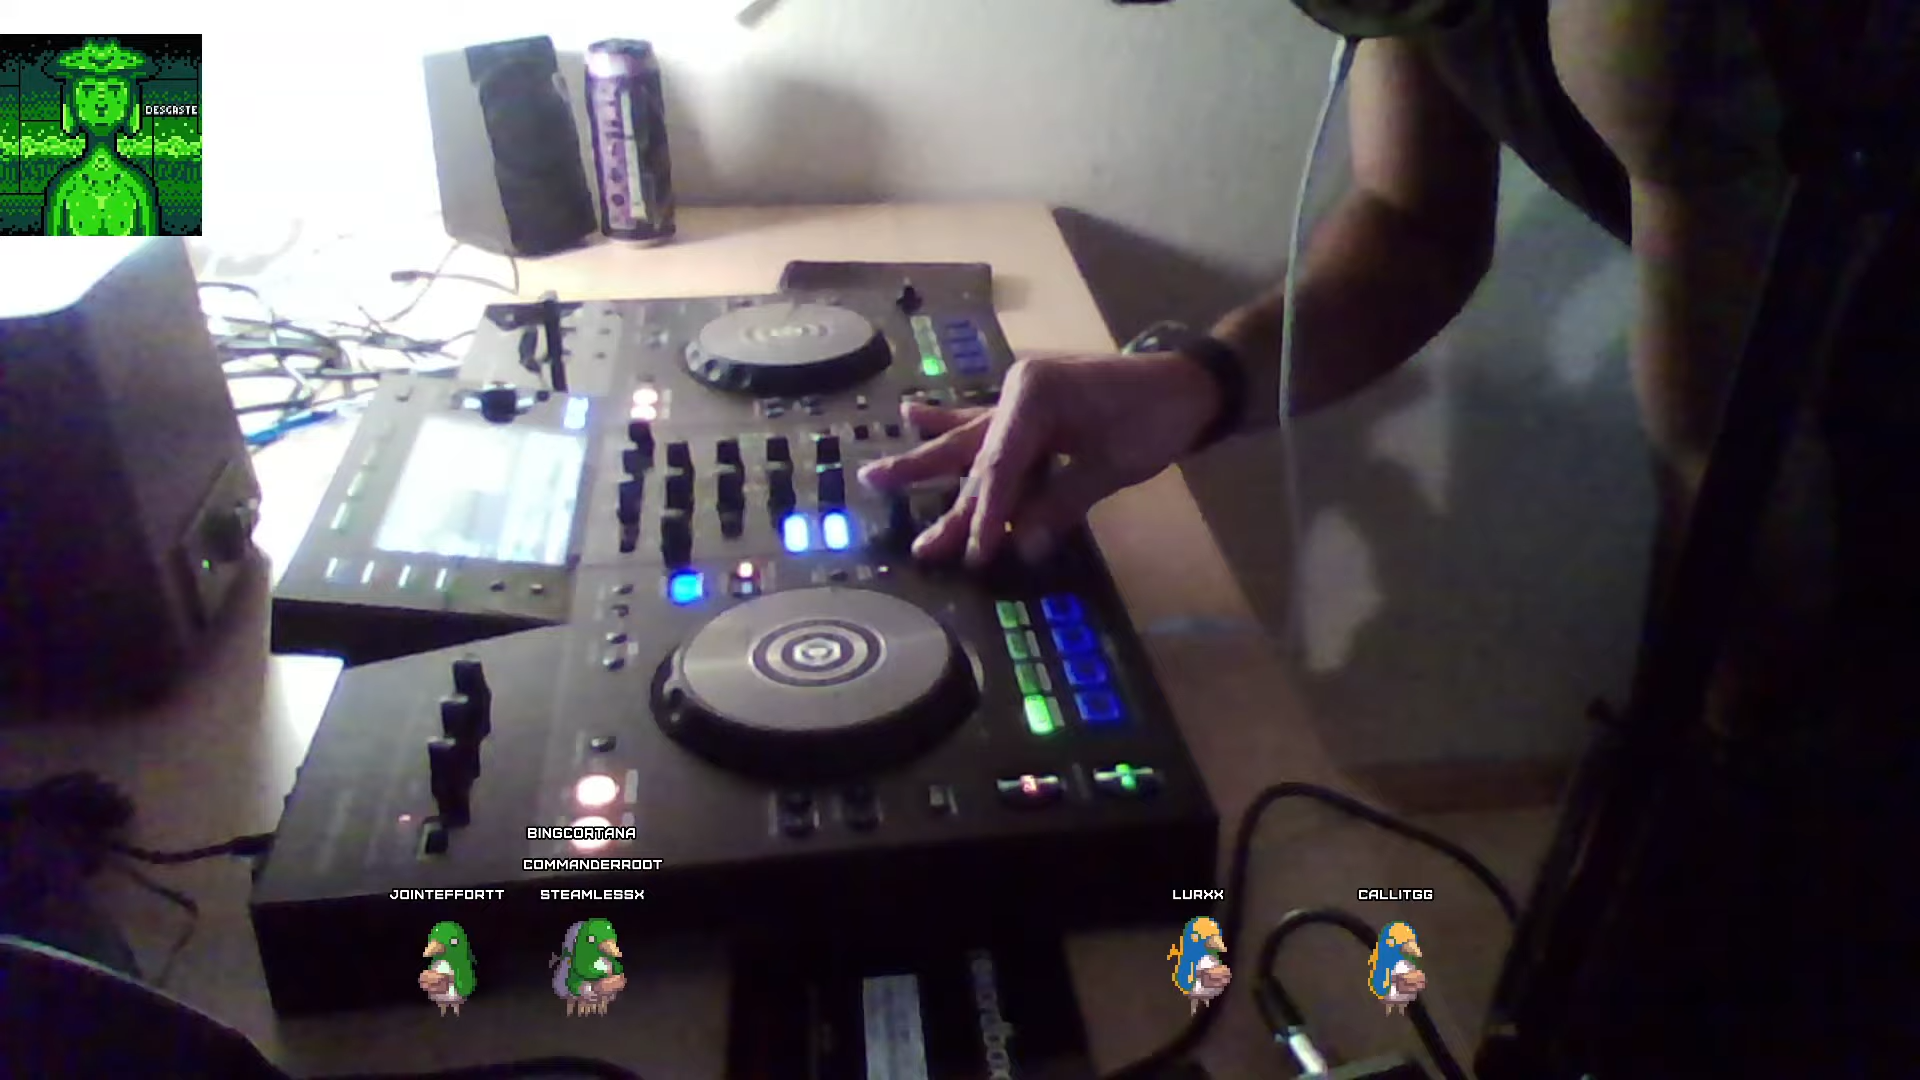 DESGASTE
BINGCORTANA
COMMANDERROOT
JOINTEFFORTT
STEAMLESSX
LURXX
CALLITGG